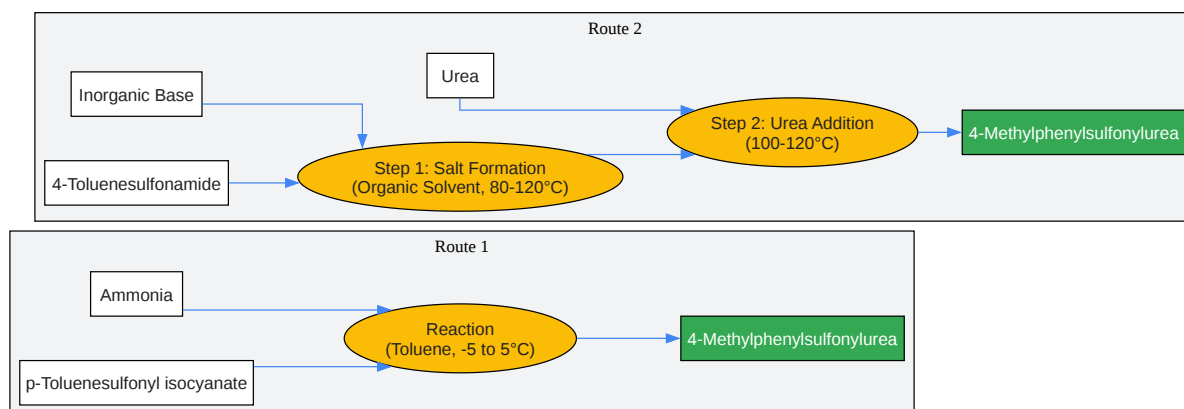 Route 2
Urea
Inorganic Base
Step 2: Urea Addition
(100-120°C)
4-Methylphenylsulfonylurea
Step 1: Salt Formation
(Organic Solvent, 80-120°C)
4-Toluenesulfonamide
Route 1
Ammonia
Reaction
(Toluene, -5 to 5°C)
4-Methylphenylsulfonylurea
p-Toluenesulfonyl isocyanate